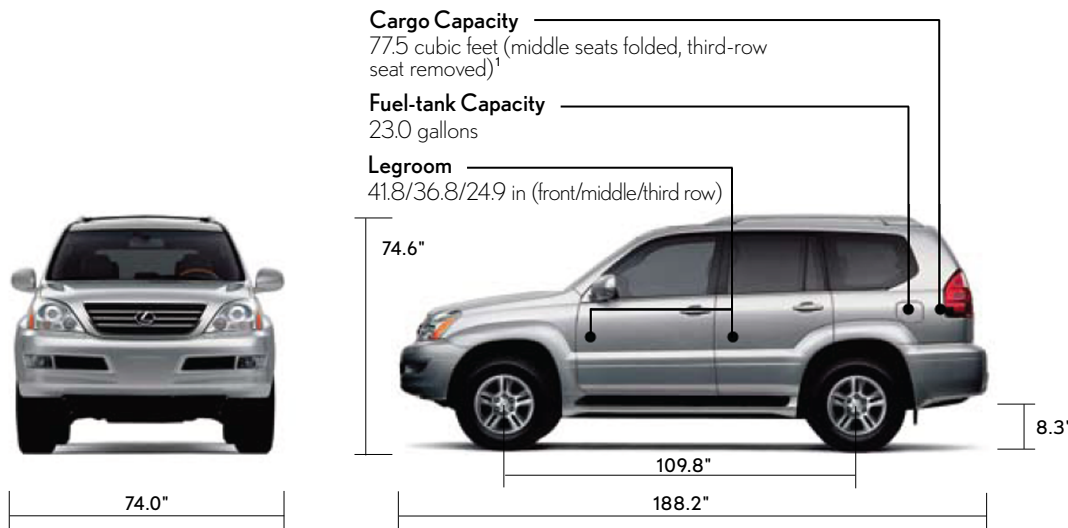 Cargo Capacity
77.5 cubic feet (middle seats folded, third-row
seat removed)¹
Fuel-tank Capacity
23.0 gallons
Legroom
41.8/36.8/24.9 in (front/middle/third row)
74.6"
8.3"
109.8"
74.0"
188.2"